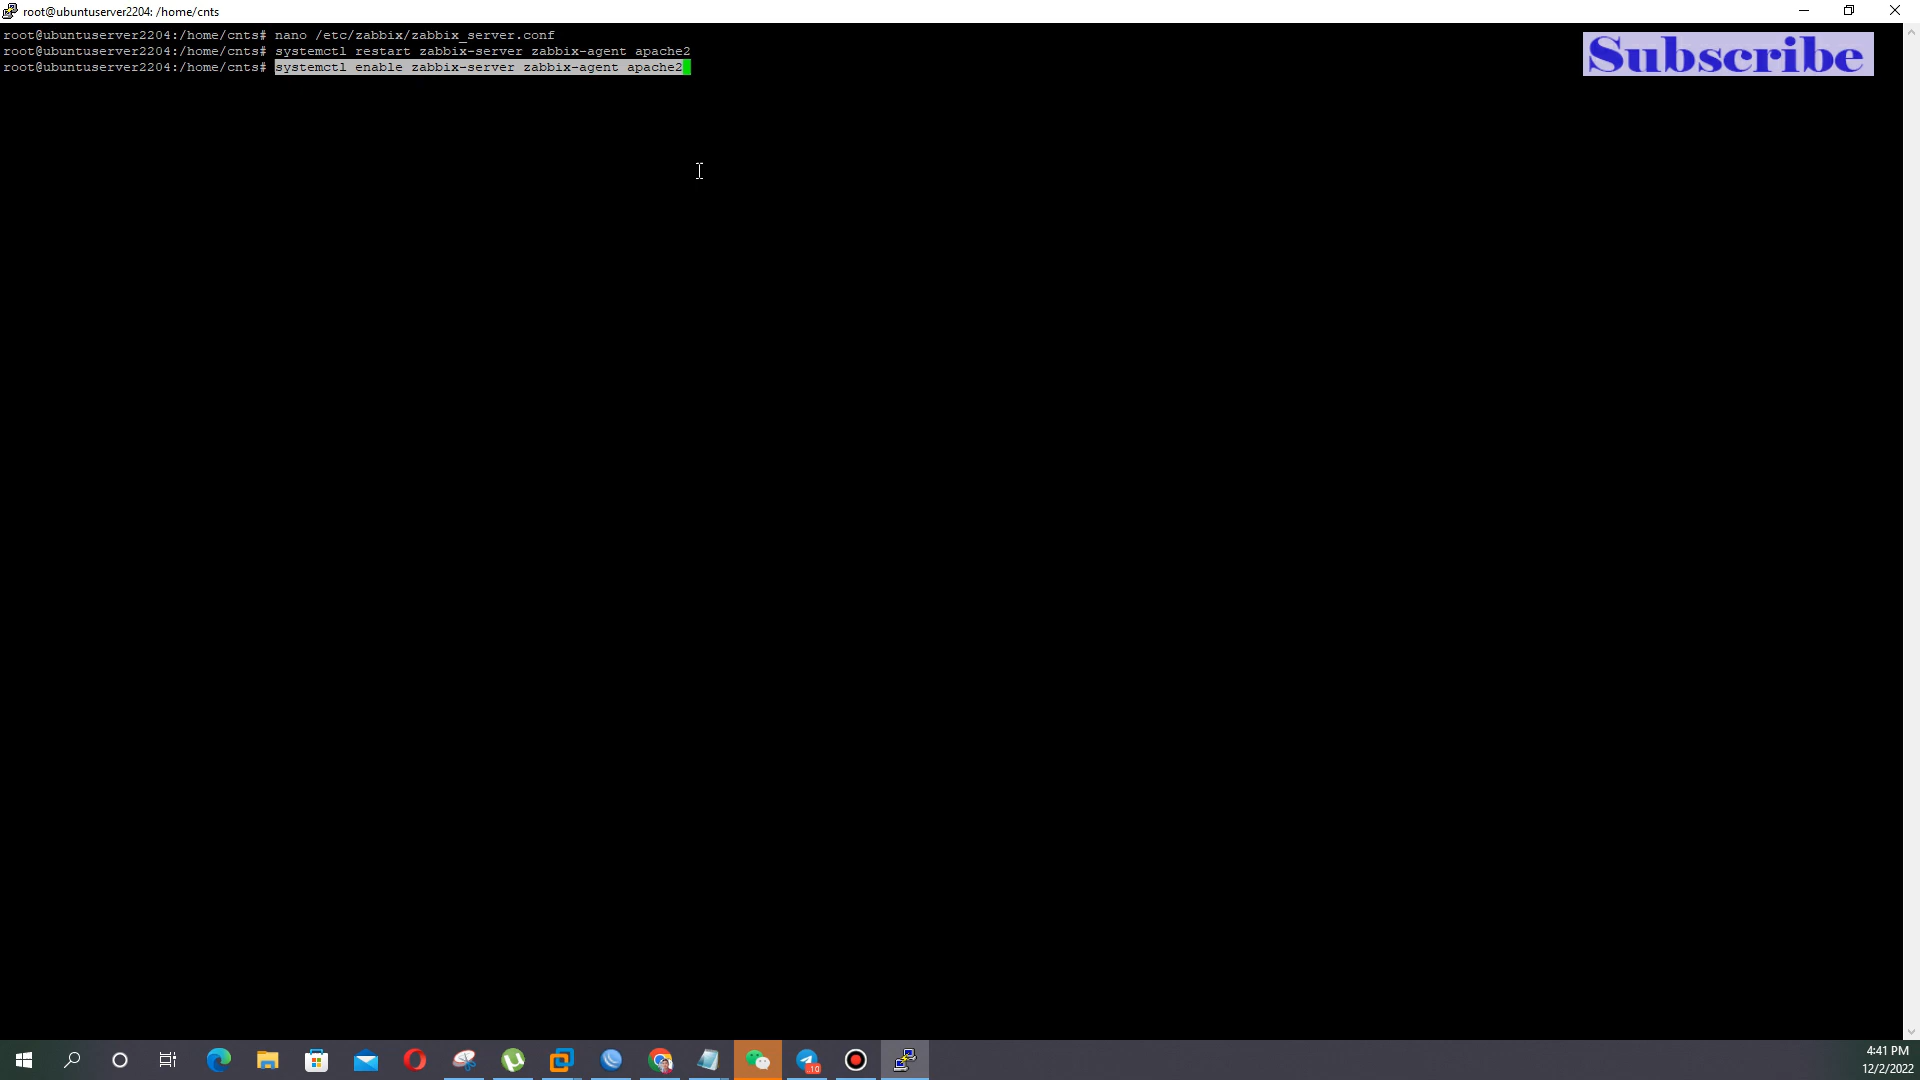 root@ubuntuserver2204: /home/cnts
root@ubuntuserver2204:/home/cnts# nano /etc/zabbix/zabbix_server.conf
root@ubuntuserver2204:/home/cnts# systemctl restart zabbix-server zabbix-agent apache2
root@ubuntuserver2204:/home/cnts# systemctl enable zabbix-server zabbix-agent apache2
Subscribe
10
4:41 PM
12/2/2022